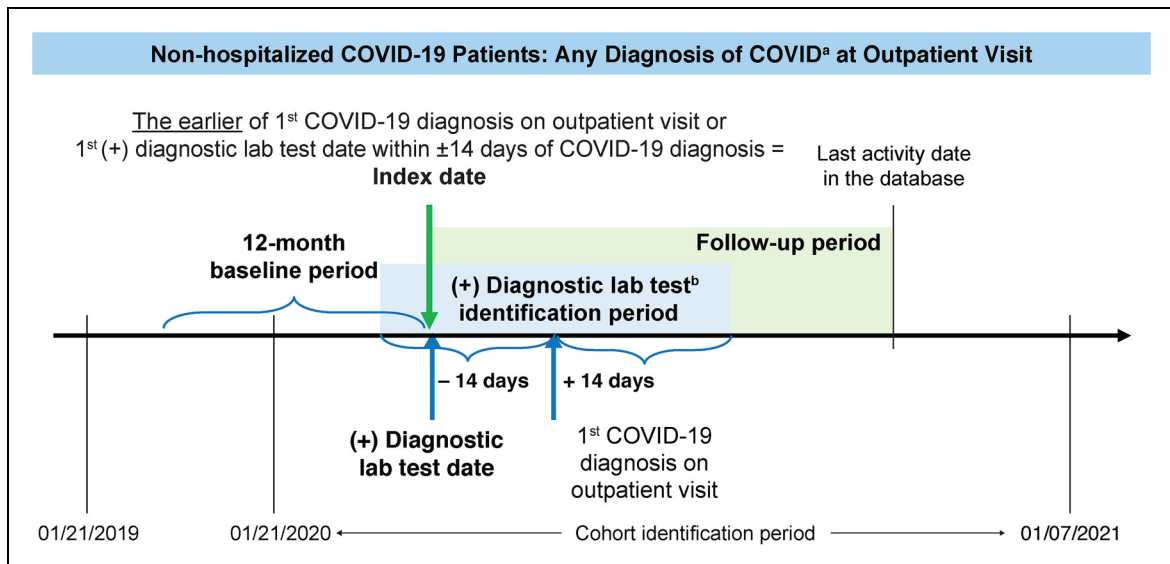 Non-hospitalized COVID-19 Patients: Any Diagnosis of COVIDᵃ at Outpatient Visit
The earlier of 1ˢᵗ COVID-19 diagnosis on outpatient visit or
1ˢᵗ (+) diagnostic lab test date within ±14 days of COVID-19 diagnosis =
Index date
Last activity date
in the database
12-month
baseline period
Follow-up period
(+) Diagnostic lab testᵇ
identification period
– 14 days
+ 14 days
(+) Diagnostic
lab test date
1ˢᵗ COVID-19
diagnosis on
outpatient visit
01/21/2019
01/21/2020
Cohort identification period
01/07/2021